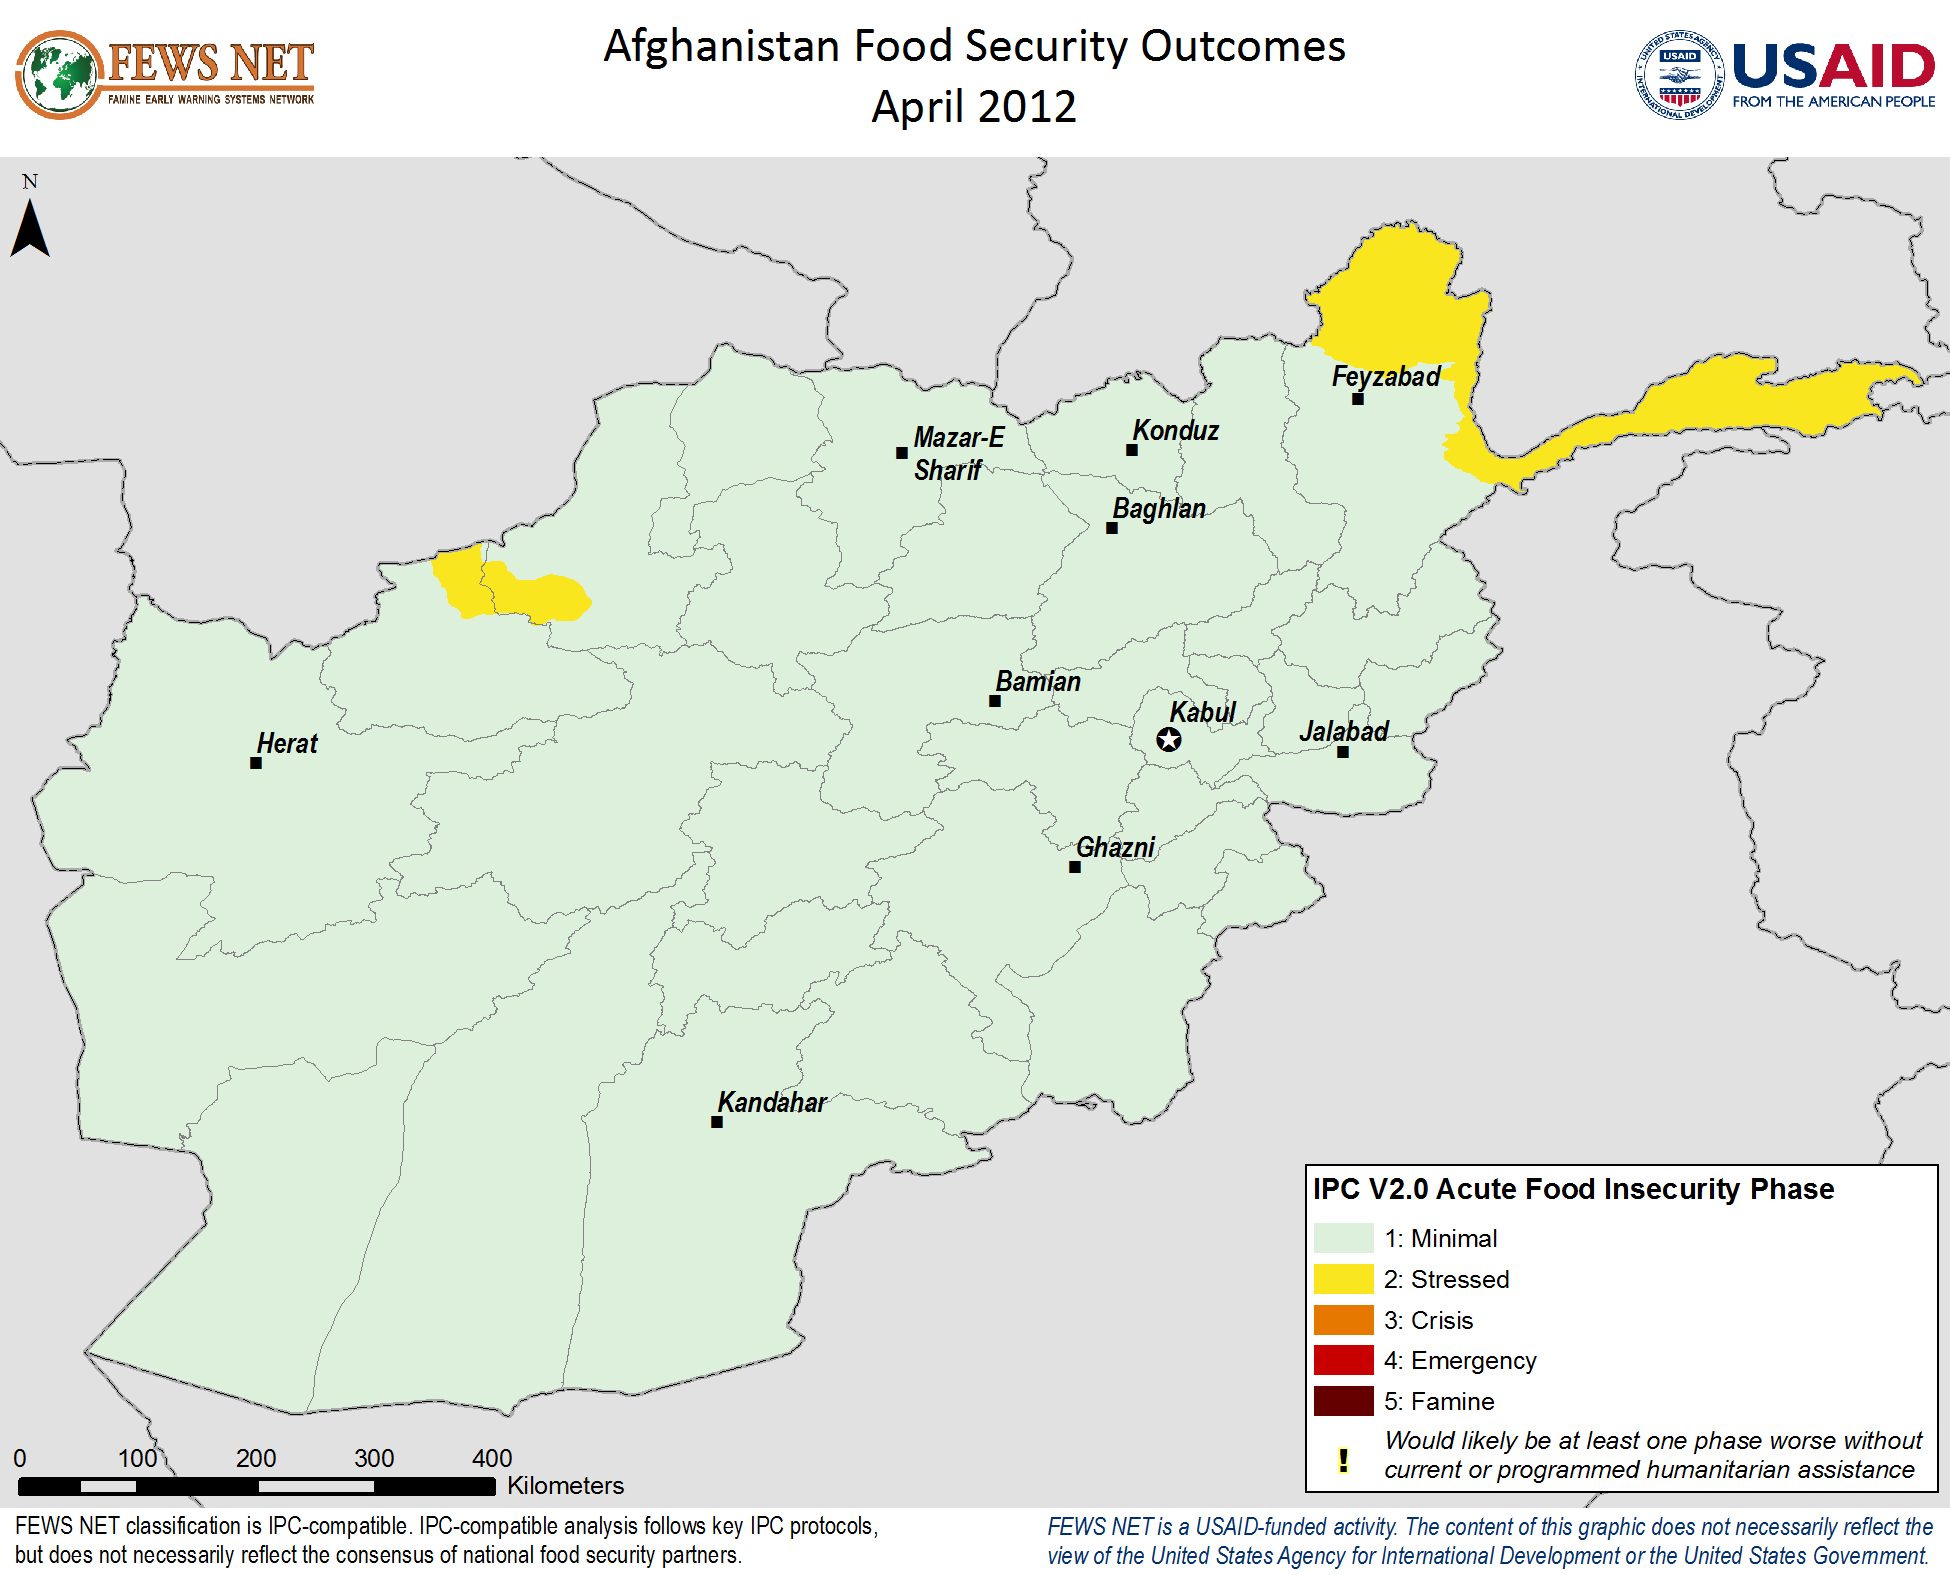 FEWS NET
FAMINE EARLY WARNING SYSTEMS NETWORK
Afghanistan Food Security Outcomes
April 2012
UNITED STATES AGENCY
USAID
INTERNATIONAL DEVELOPMENT
USAID
FROM THE AMERICAN PEOPLE
N
Feyzabad
Mazar-E
Sharif
Konduz
Baghlan
Bamian
Kabul
Herat
Jalabad
Ghazni
Kandahar
IPC V2.0 Acute Food Insecurity Phase
1: Minimal
2: Stressed
3: Crisis
4: Emergency
5: Famine
! Would likely be at least one phase worse without
current or programmed humanitarian assistance
0 100 200 300 400
Kilometers
FEWS NET classification is IPC-compatible. IPC-compatible analysis follows key IPC protocols,
but does not necessarily reflect the consensus of national food security partners.
FEWS NET is a USAID-funded activity. The content of this graphic does not necessarily reflect the
view of the United States Agency for International Development or the United States Government.